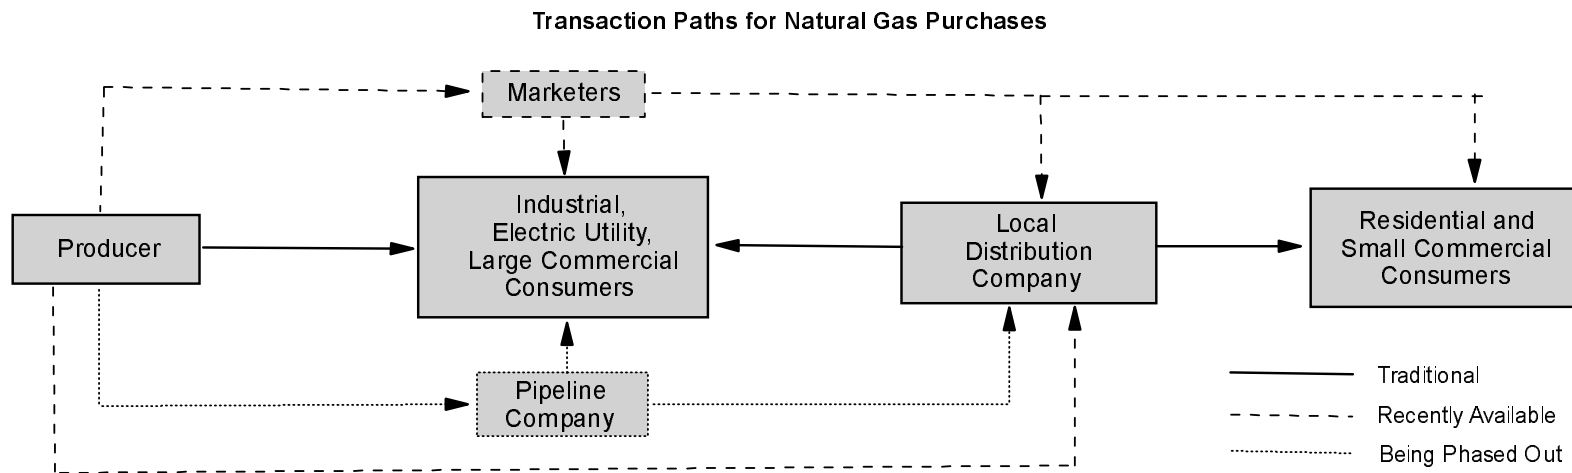 Transaction Paths for Natural Gas Purchases
Marketers
Industrial,
Electric Utility,
Large Commercial
Consumers
Producer
Local
Distribution
Company
Residential and
Small Commercial
Consumers
Pipeline
Company
Traditional
Recently Available
Being Phased Out